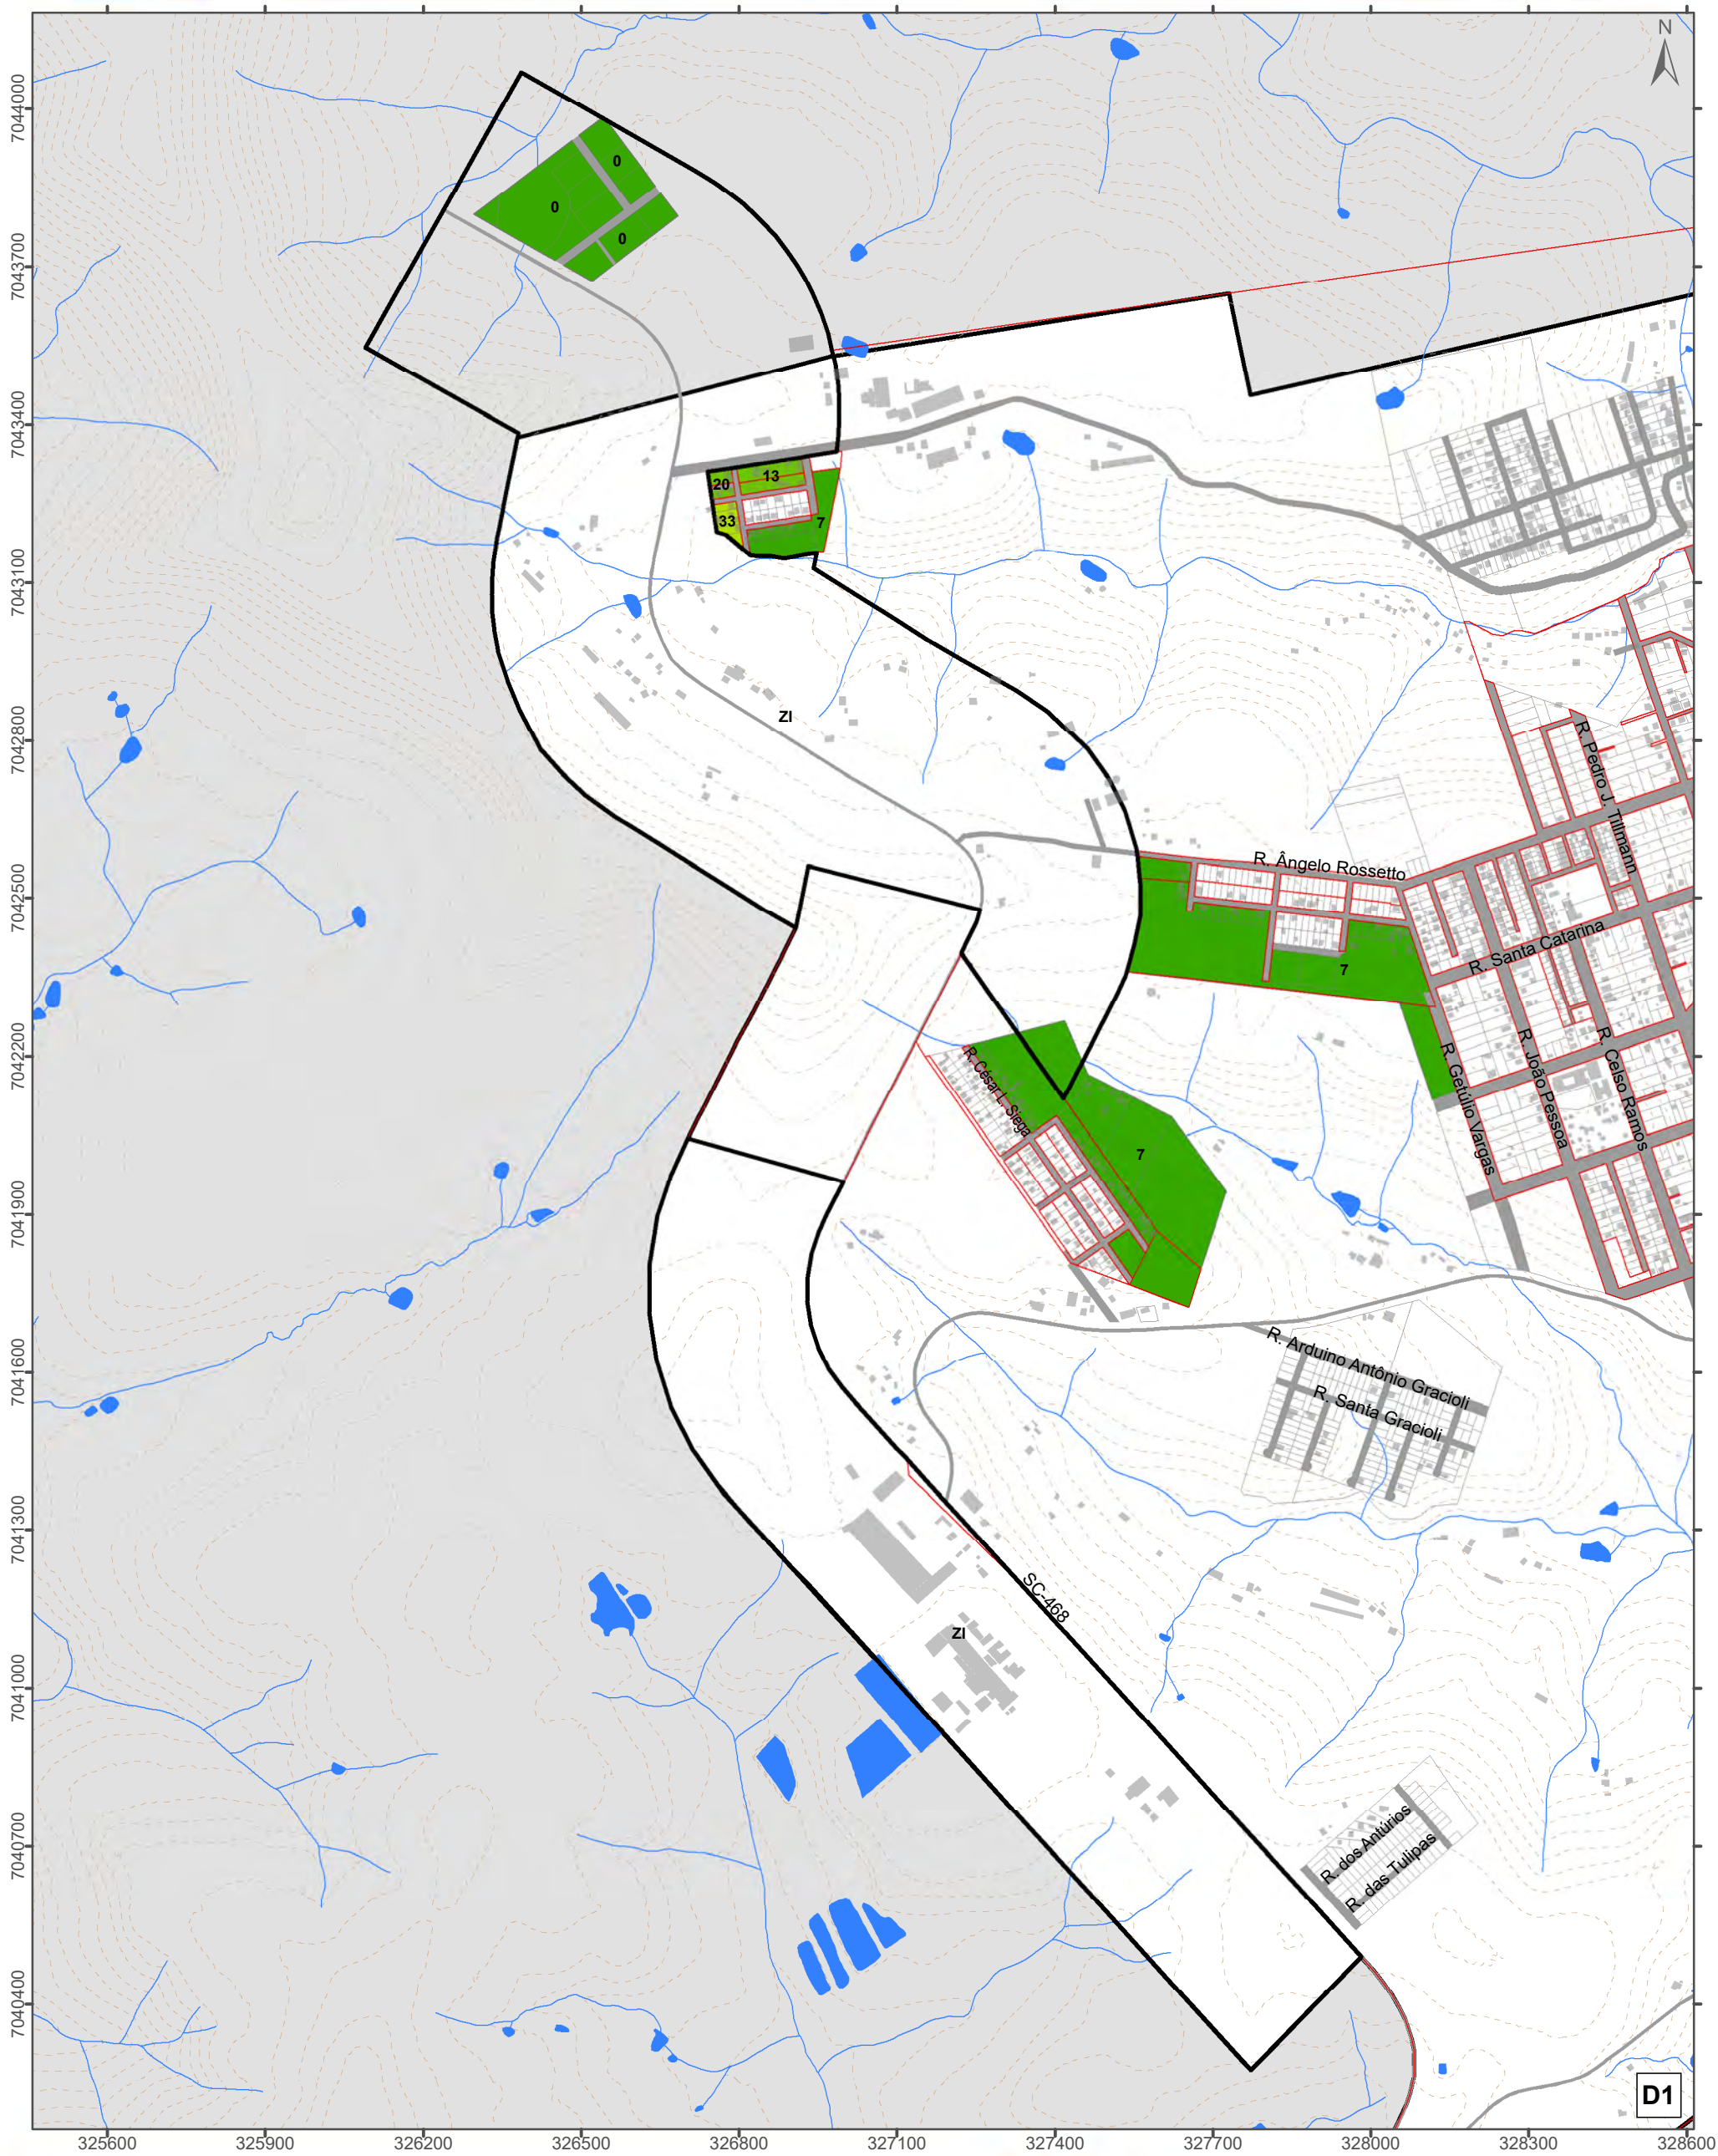 N
7044000
7043700
7043400
7043100
7042800
7042500
7042200
7041900
7041600
7041300
7041000
7040700
7040400
0
0
0
20
13
33
7
ZI
R. Pedro J. Tillmann
R. Ângelo Rossetto
R. Santa Catarina
7
R. César L. Siega
R. Getúlio Vargas
R. João Pessoa
R. Celso Ramos
7
R. Arduino Antônio Gracioli
R. Santa Gracioli
SC-468
ZI
R. dos Antúrios
R. das Tulipas
D1
325600 325900 326200 326500 326800 327100 327400 327700 328000 328300 328600